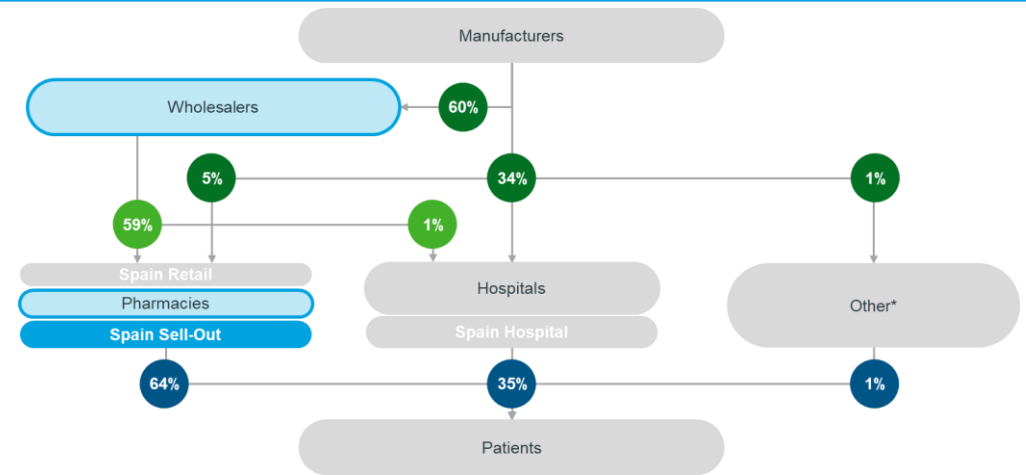 Manufacturers
Wholesalers
60%
5%
34%
1%
59%
1%
Spain Retail
Pharmacies
Spain Sell-Out
Hospitals
Spain Hospital
Other*
64%
35%
1%
Patients